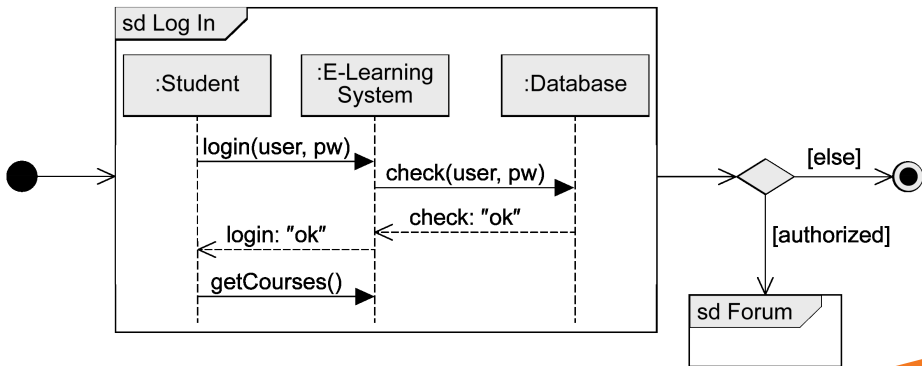 sd Log In
:Student
:E-Learning
System
:Database
login(user, pw)
check(user, pw)
check: "ok"
login: "ok"
getCourses()
[else]
[authorized]
sd Forum